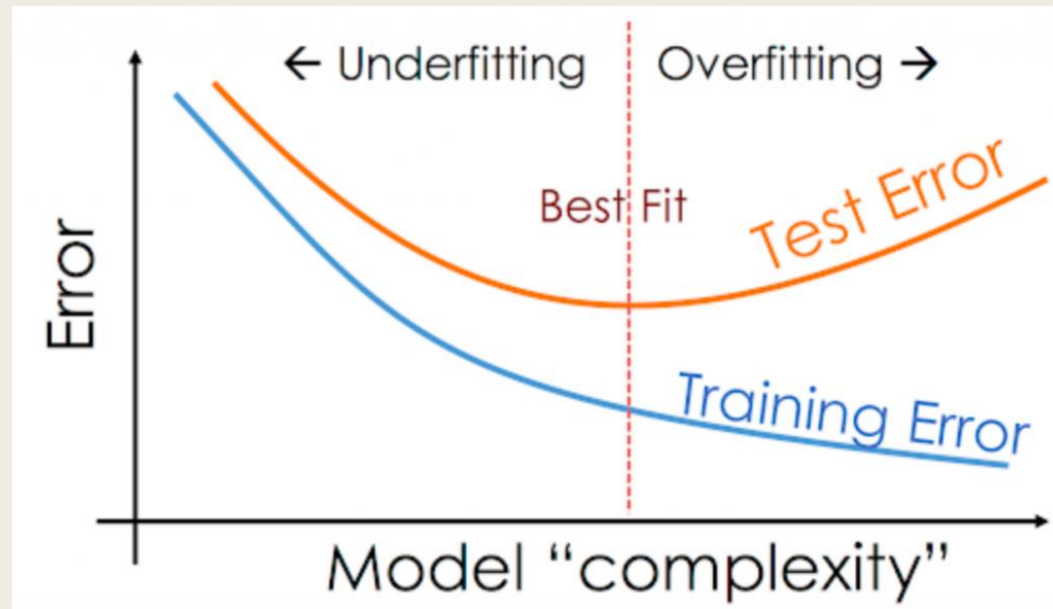 ← Underfitting
Overfitting →
Best Fit
Test Error
Training Error
Error
Model “complexity”